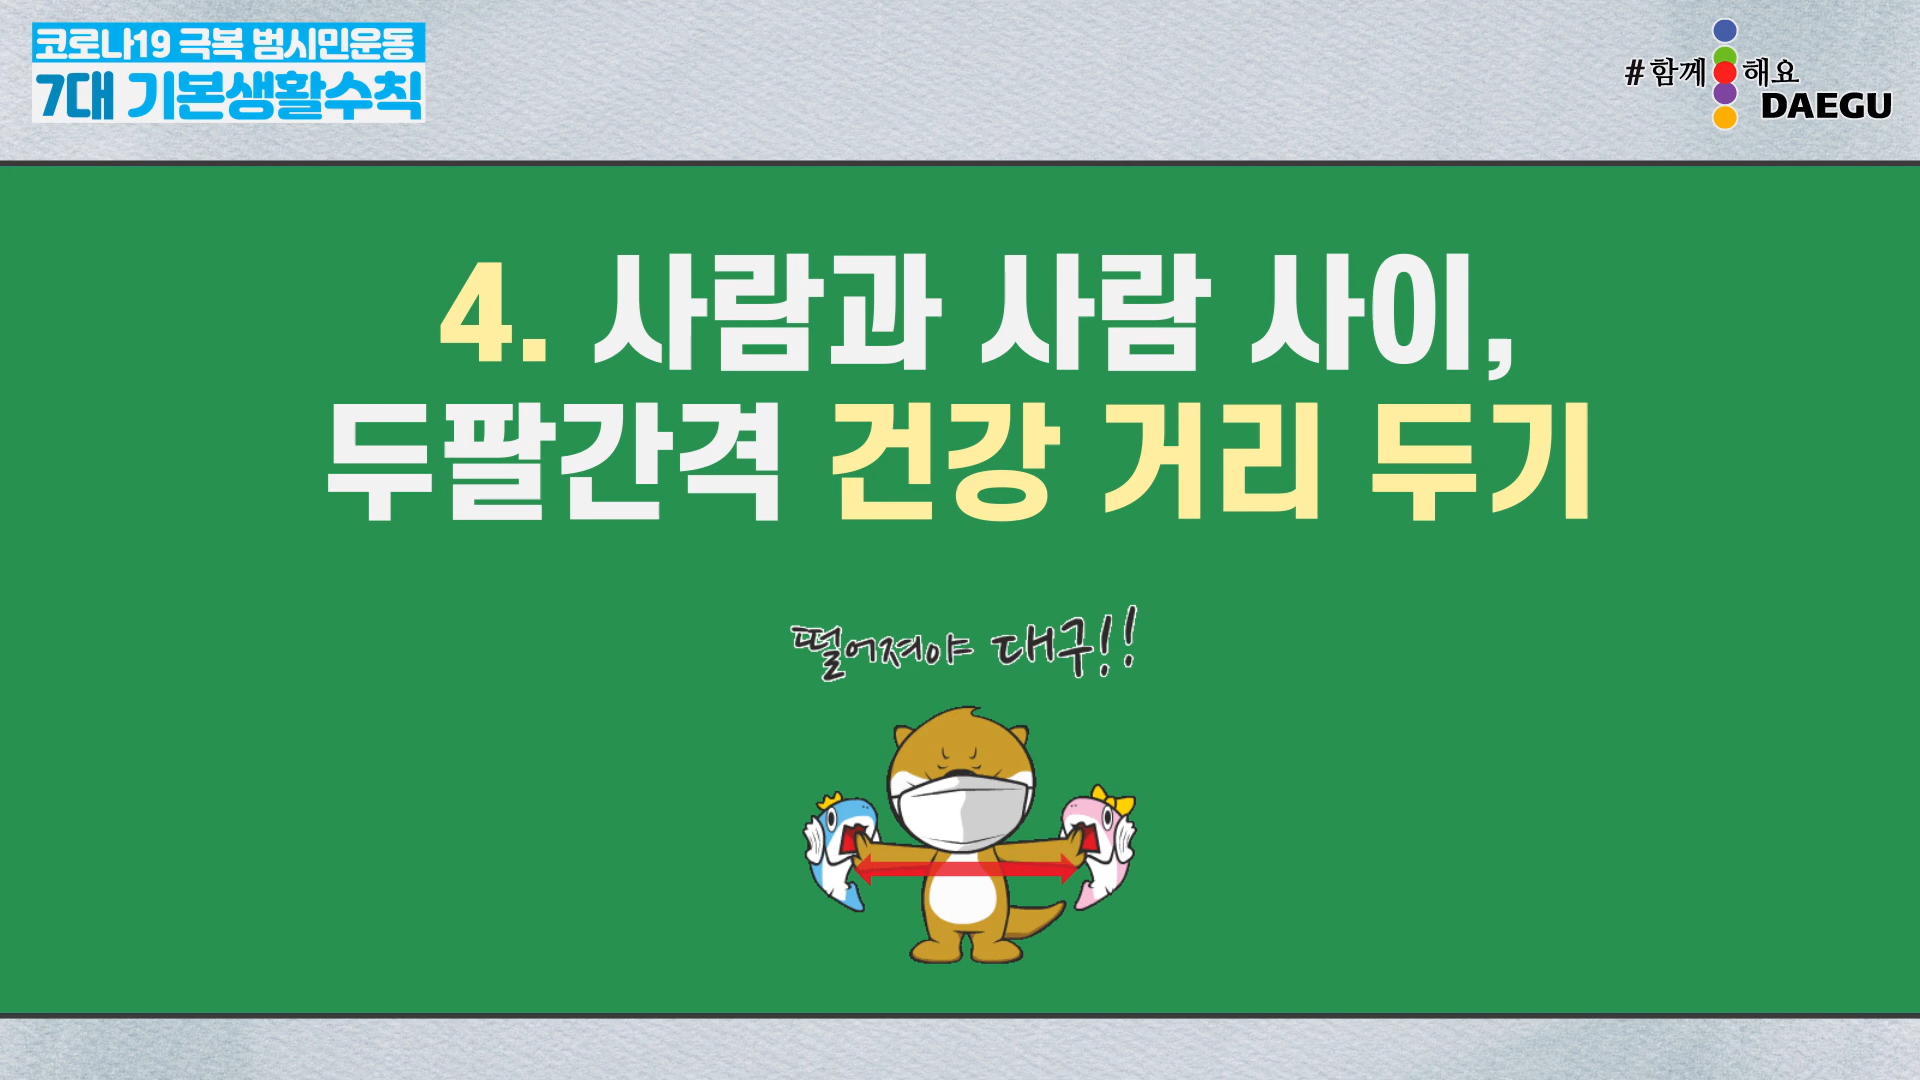 코로나19 극복 범시민운동
7대 기본생활수칙
#함께 해요
DAEGU
4. 사람과 사람 사이,
두팔간격 건강 거리 두기
떨어져야 대구!!